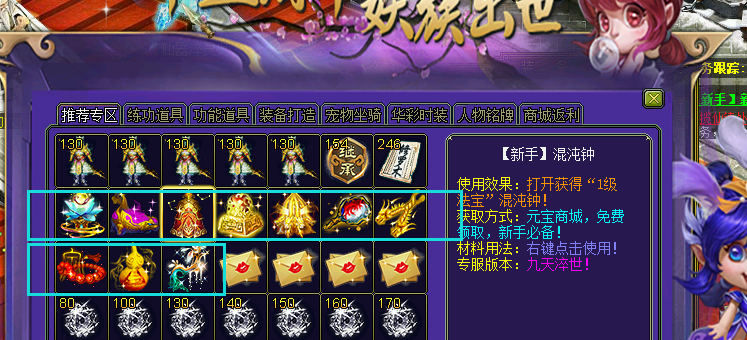 妖族出世
务跟踪:
推荐专区 练功道具 功能道具 装备打造 宠物坐骑 华彩时装 人物铭牌 商城返利
新手】新
130 130 130 130 130 154 246
继承
【新手】混沌钟
使用效果：打开获得“1级
法宝”混沌钟！
获取方式：元宝商城，免费
领取，新手必备！
材料用法：右键点击使用！
专服版本：九天淬世！
80 100 130 140 150 160 170